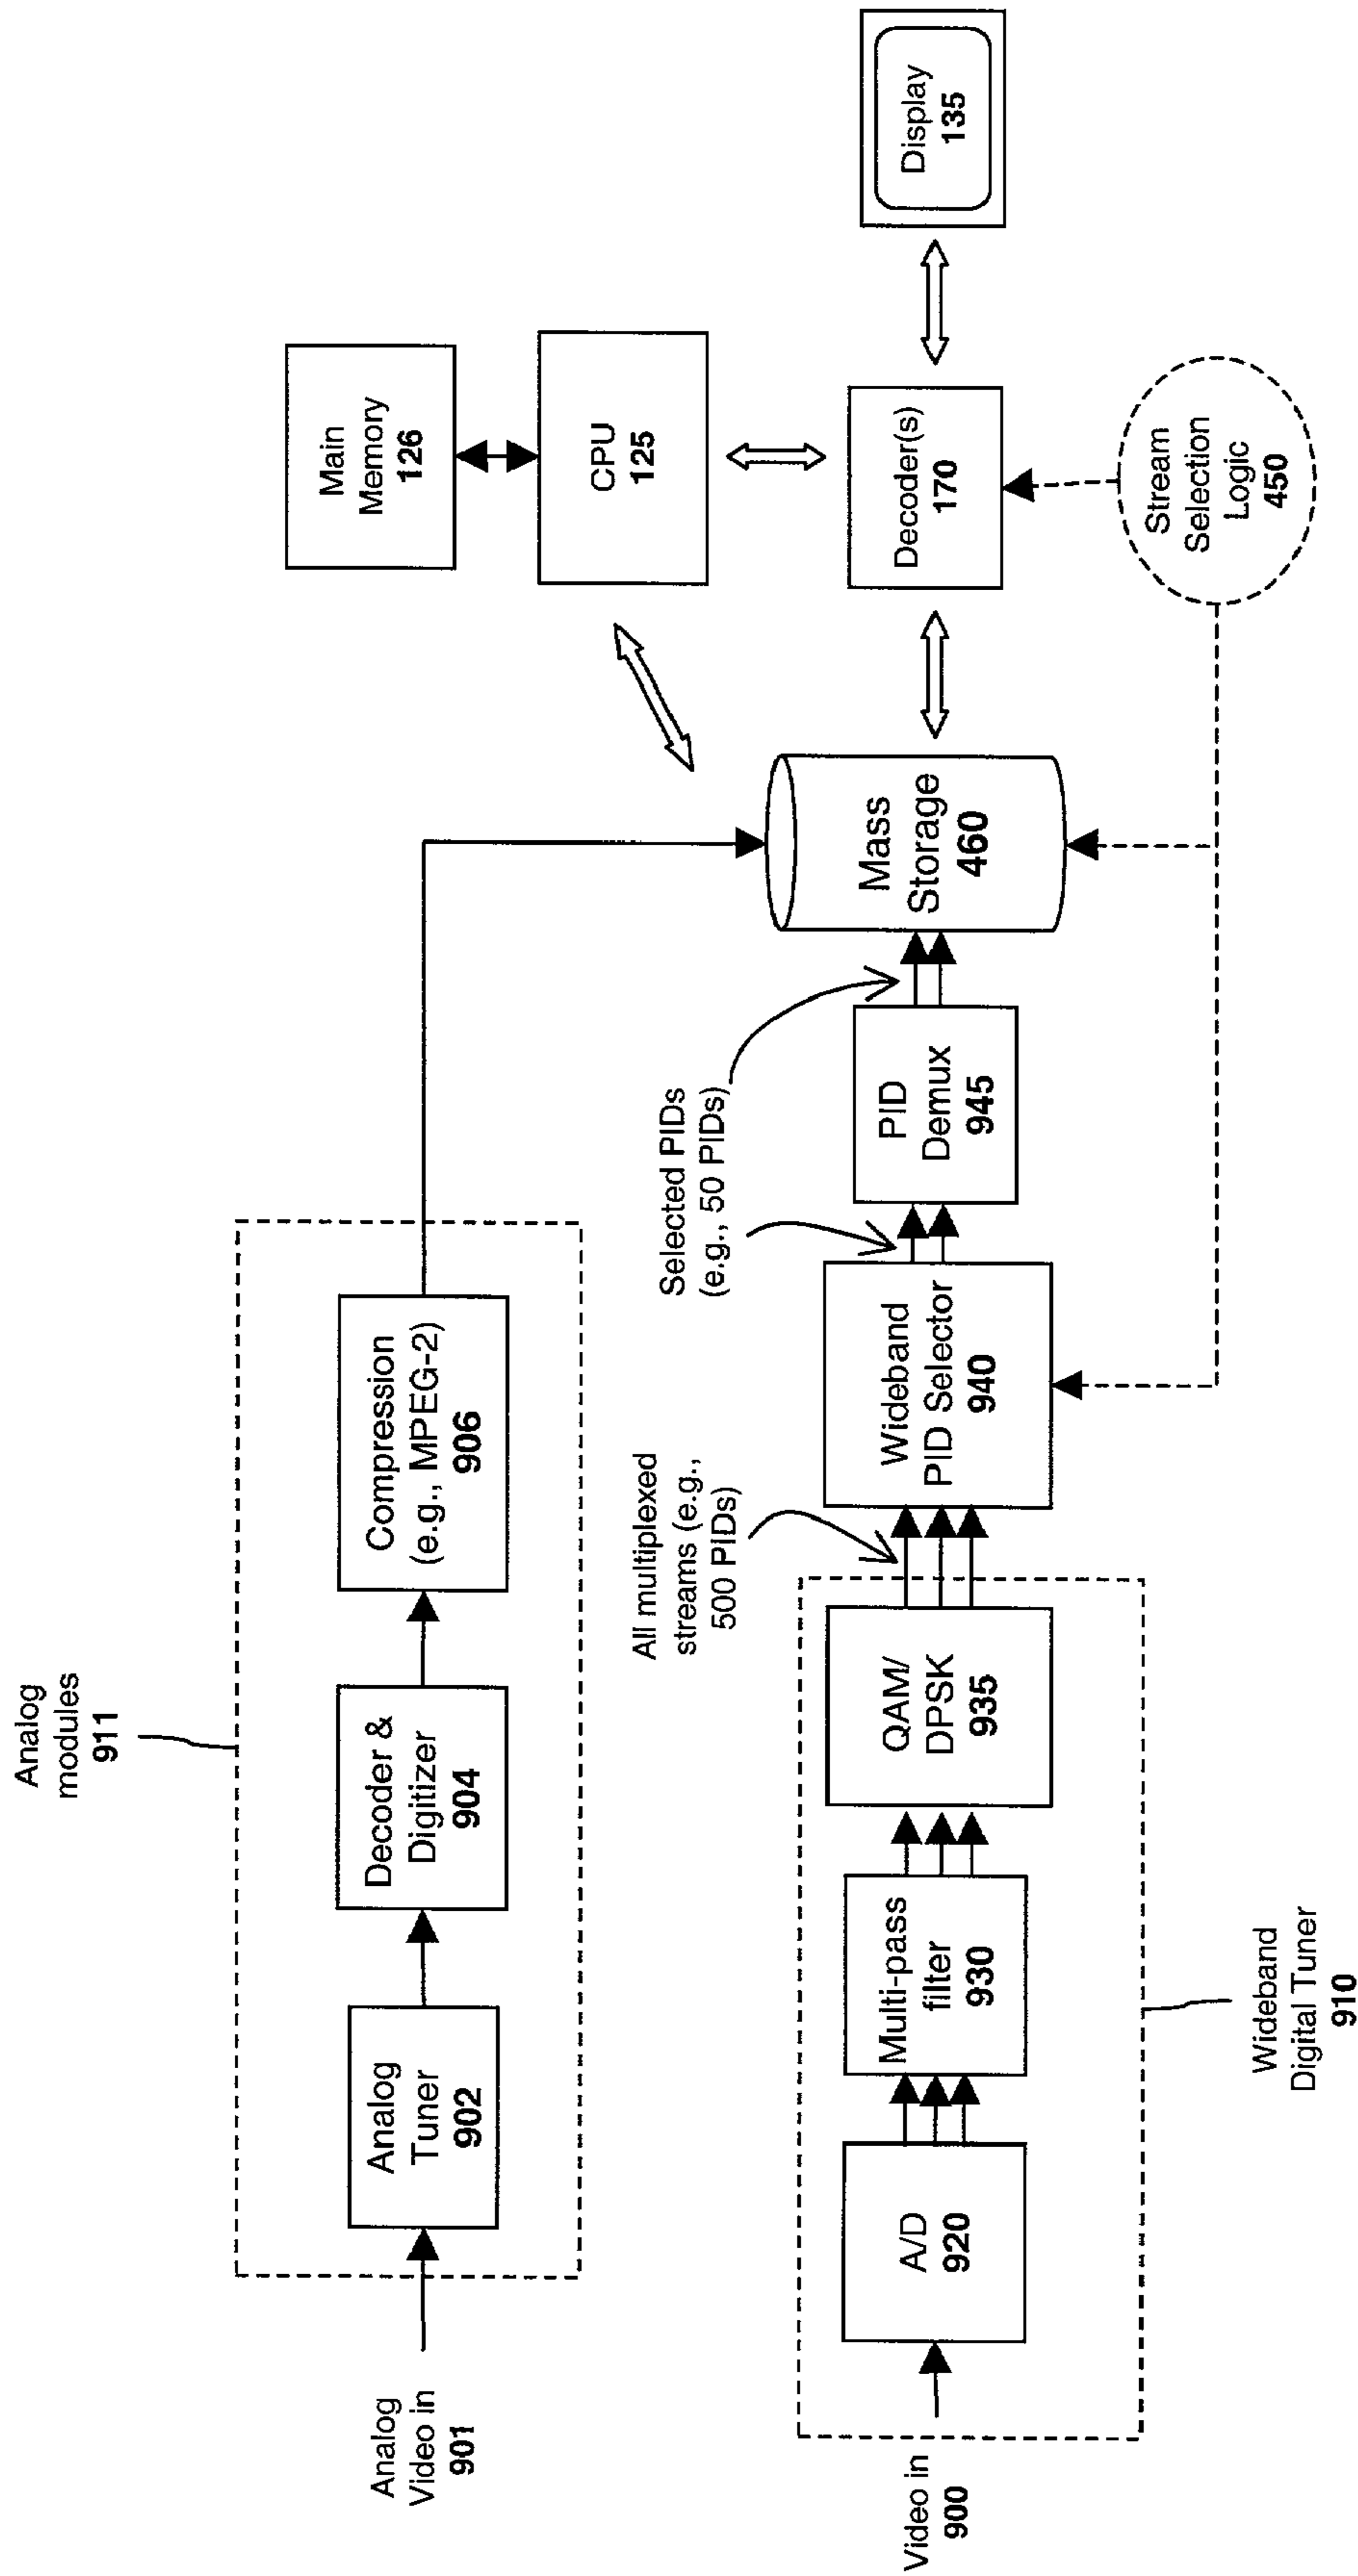 Analog
modules
911
Analog
Video in
901
Analog
Tuner
902
Decoder &
Digitizer
904
Compression
(e.g., MPEG-2)
906
Main
Memory
126
CPU
125
All multiplexed
streams (e.g.,
500 PIDs)
Selected PIDs
(e.g., 50 PIDs)
Video in
900
A/D
920
Multi-pass
filter
930
QAM/
DPSK
935
Wideband
PID Selector
940
PID
Demux
945
Mass
Storage
460
Decoder(s)
170
Display
135
Stream
Selection
Logic
450
Wideband
Digital Tuner
910